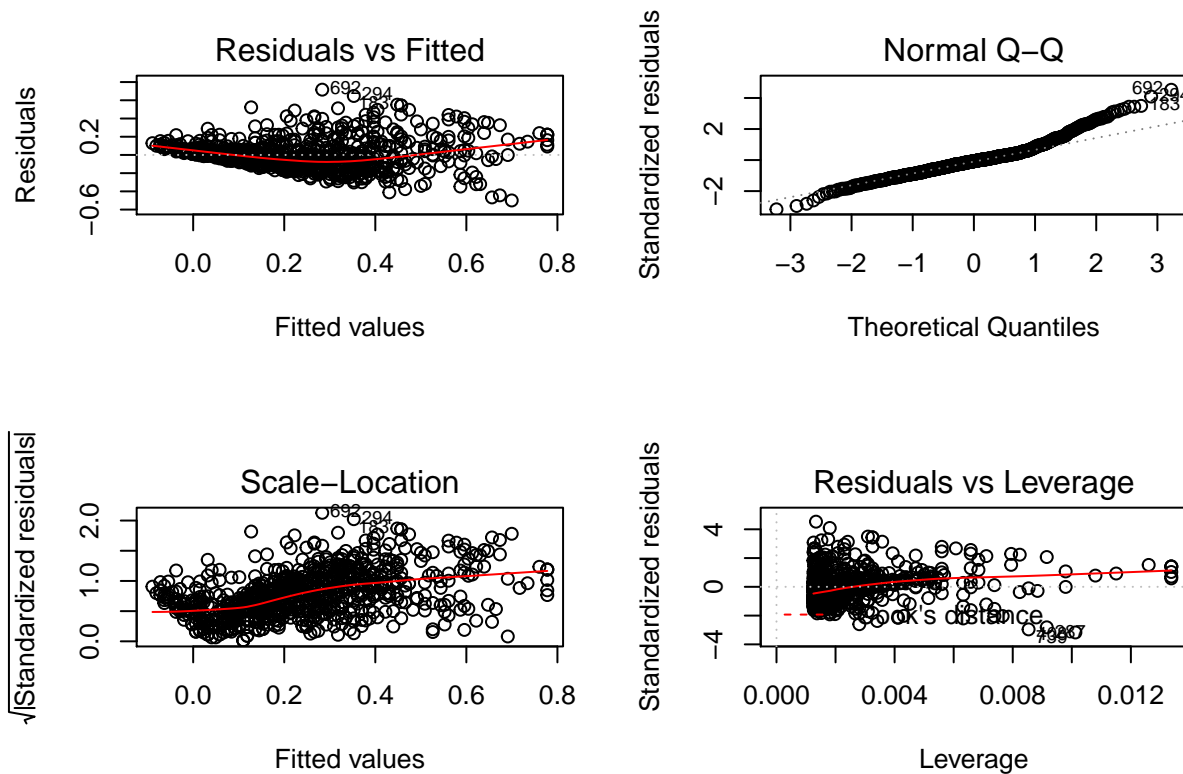 Residuals vs Fitted
Residuals
0.2
−0.6
692
294
183
0.0 0.2 0.4 0.6 0.8
Fitted values
Normal Q−Q
Standardized residuals
2
−2
692
294
183
−3 −2 −1 0 1 2 3
Theoretical Quantiles
Scale−Location
√|Standardized residuals|
2.0
1.0
0.0
692
294
183
0.0 0.2 0.4 0.6 0.8
Fitted values
Residuals vs Leverage
Standardized residuals
4
0
−4
Cook's distance
0.000 0.004 0.008 0.012
Leverage